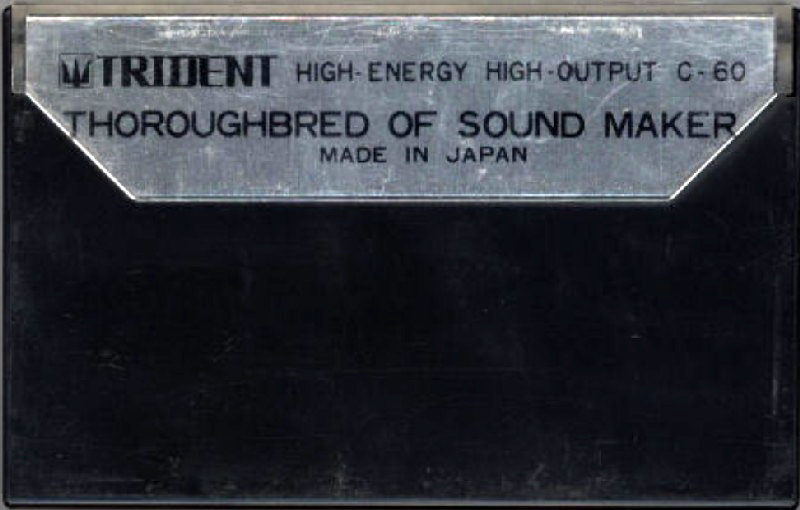 TRIDENT HIGH-ENERGY HIGH-OUTPUT C-60
THOROUGHBRED OF SOUND MAKER
MADE IN JAPAN